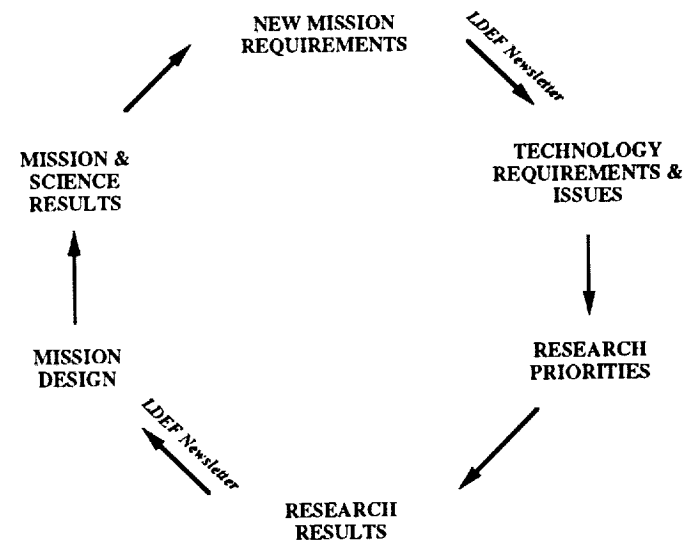 NEW MISSION
REQUIREMENTS
LDEF Newsletter
TECHNOLOGY
REQUIREMENTS &
ISSUES
RESEARCH
PRIORITIES
RESEARCH
RESULTS
LDEF Newsletter
MISSION
DESIGN
MISSION &
SCIENCE
RESULTS